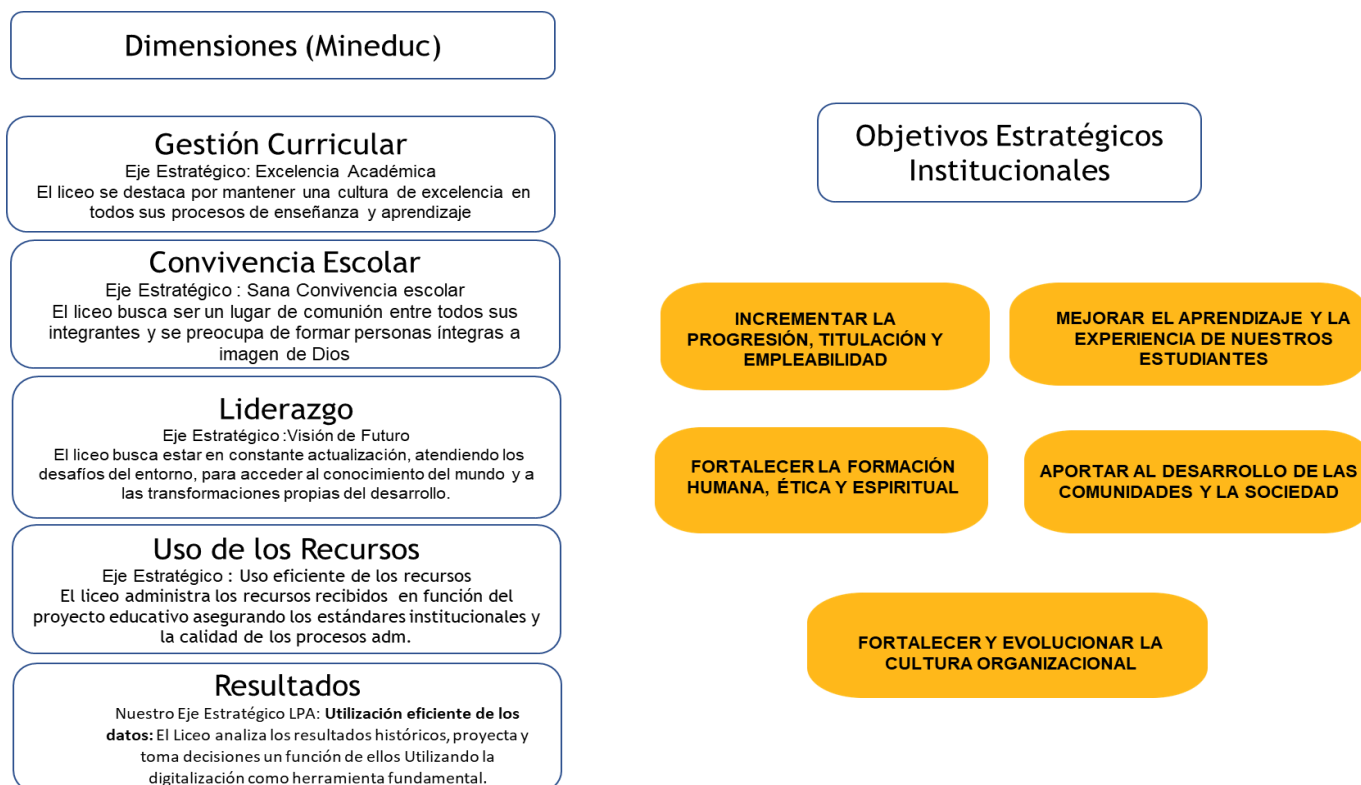 Dimensiones (Mineduc)
Gestión Curricular
Eje Estratégico: Excelencia Académica
El liceo se destaca por mantener una cultura de excelencia en
todos sus procesos de enseñanza y aprendizaje
Convivencia Escolar
Eje Estratégico : Sana Convivencia escolar
El liceo busca ser un lugar de comunión entre todos sus
integrantes y se preocupa de formar personas íntegras a
imagen de Dios
Liderazgo
Eje Estratégico :Visión de Futuro
El liceo busca estar en constante actualización, atendiendo los
desafíos del entorno, para acceder al conocimiento del mundo y a
las transformaciones propias del desarrollo.
Uso de los Recursos
Eje Estratégico : Uso eficiente de los recursos
El liceo administra los recursos recibidos en función del
proyecto educativo asegurando los estándares institucionales y
la calidad de los procesos adm.
Resultados
Nuestro Eje Estratégico LPA: Utilización eficiente de los
datos: El Liceo analiza los resultados históricos, proyecta y
toma decisiones un función de ellos Utilizando la
digitalización como herramienta fundamental.
Objetivos Estratégicos
Institucionales
INCREMENTAR LA
PROGRESIÓN, TITULACIÓN Y
EMPLEABILIDAD
MEJORAR EL APRENDIZAJE Y LA
EXPERIENCIA DE NUESTROS
ESTUDIANTES
FORTALECER LA FORMACIÓN
HUMANA, ÉTICA Y ESPIRITUAL
APORTAR AL DESARROLLO DE LAS
COMUNIDADES Y LA SOCIEDAD
FORTALECER Y EVOLUCIONAR LA
CULTURA ORGANIZACIONAL